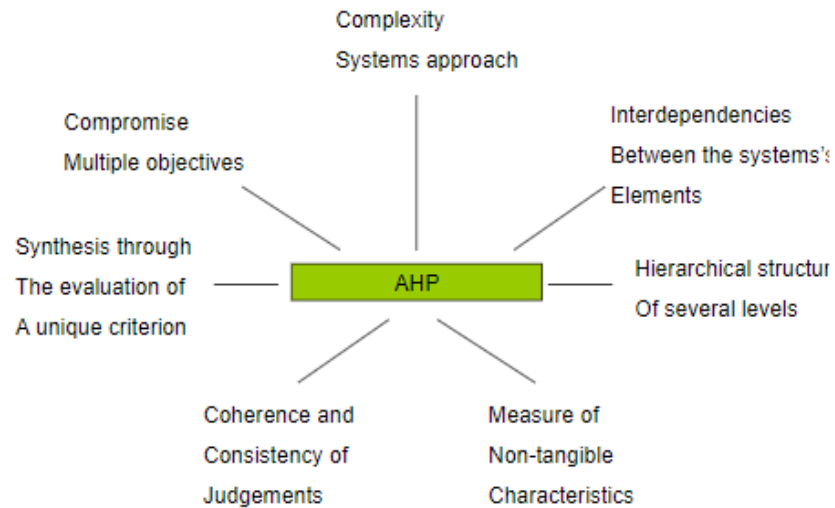 Complexity
Systems approach
Compromise
Multiple objectives
Interdependencies
Between the systems's
Elements
Synthesis through
The evaluation of
A unique criterion
AHP
Hierarchical structur
Of several levels
Coherence and
Consistency of
Judgements
Measure of
Non-tangible
Characteristics